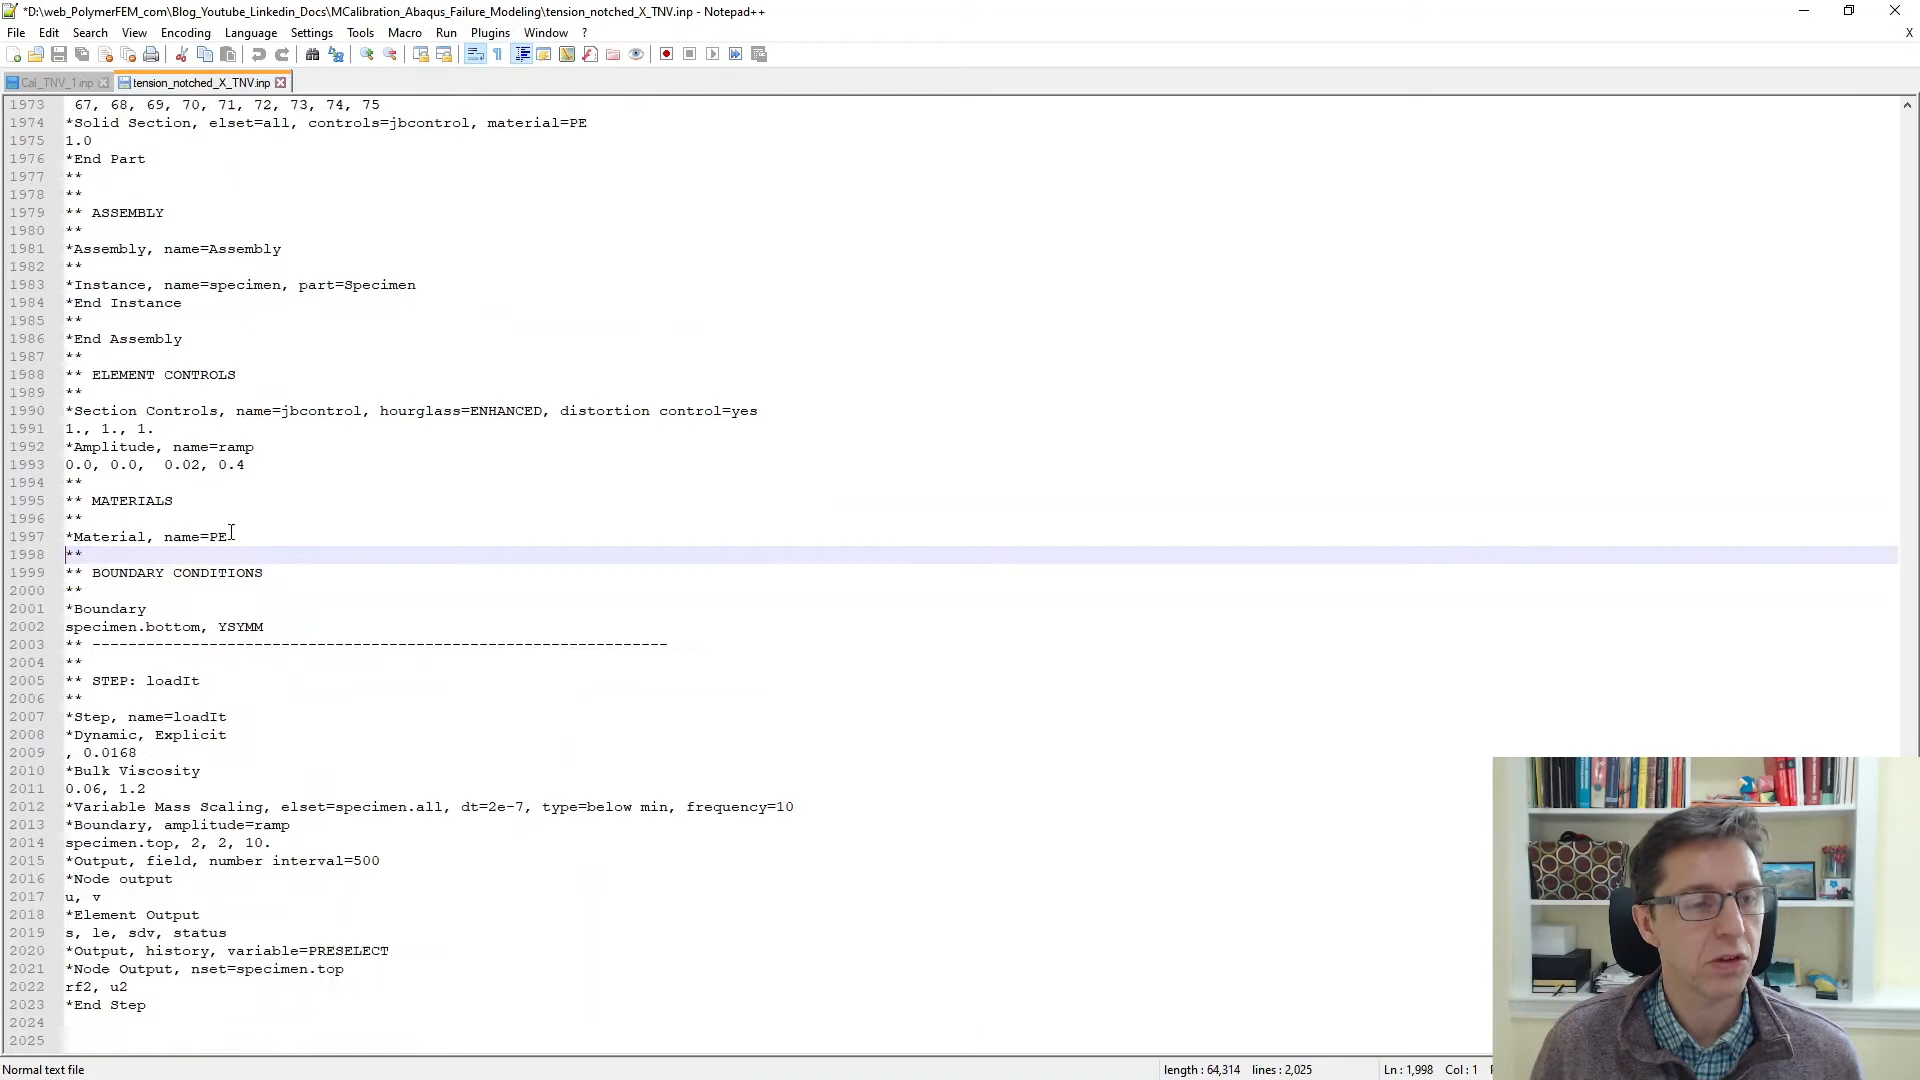 *D:\web_PolymerFEM_com\Blog_Youtube_Linkedin_Docs\MCalibration_Abaqus_Failure_Modeling\tension_notched_X_TNV.inp - Notepad++
File Edit Search View Encoding Language Settings Tools Macro Run Plugins Window ? X
Cal_TNV_1.inp tension_notched_X_TNV.inp
1973 67, 68, 69, 70, 71, 72, 73, 74, 75
1974 *Solid Section, elset=all, controls=jbcontrol, material=PE
1975 1.0
1976 *End Part
1977 **
1978 **
1979 ** ASSEMBLY
1980 **
1981 *Assembly, name=Assembly
1982 **
1983 *Instance, name=specimen, part=Specimen
1984 *End Instance
1985 **
1986 *End Assembly
1987 **
1988 ** ELEMENT CONTROLS
1989 **
1990 *Section Controls, name=jbcontrol, hourglass=ENHANCED, distortion control=yes
1991 1., 1., 1.
1992 *Amplitude, name=ramp
1993 0.0, 0.0,  0.02, 0.4
1994 **
1995 ** MATERIALS
1996 **
1997 *Material, name=PE
1998 **
1999 ** BOUNDARY CONDITIONS
2000 **
2001 *Boundary
2002 specimen.bottom, YSYMM
2003 ** ----------------------------------------------------------------
2004 **
2005 ** STEP: loadIt
2006 **
2007 *Step, name=loadIt
2008 *Dynamic, Explicit
2009 , 0.0168
2010 *Bulk Viscosity
2011 0.06, 1.2
2012 *Variable Mass Scaling, elset=specimen.all, dt=2e-7, type=below min, frequency=10
2013 *Boundary, amplitude=ramp
2014 specimen.top, 2, 2, 10.
2015 *Output, field, number interval=500
2016 *Node output
2017 u, v
2018 *Element Output
2019 s, le, sdv, status
2020 *Output, history, variable=PRESELECT
2021 *Node Output, nset=specimen.top
2022 rf2, u2
2023 *End Step
2024
2025
Normal text file length : 64,314 lines : 2,025 Ln : 1,998 Col : 1